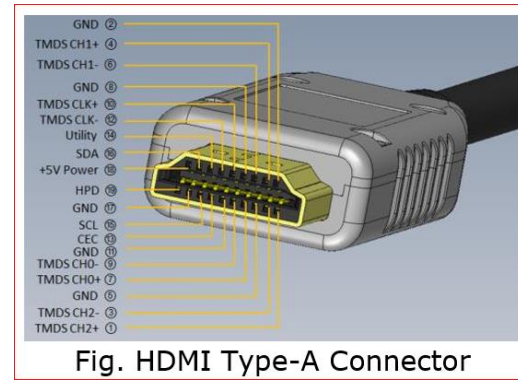 GND ②
TMDS CH1+ ④
TMDS CH1- ⑥
GND ⑧
TMDS CLK+ ⑩
TMDS CLK- ⑫
Utility ⑭
SDA ⑯
+5V Power ⑱
HPD ⑲
GND ⑰
SCL ⑮
CEC ⑬
GND ⑪
TMDS CH0- ⑨
TMDS CH0+ ⑦
GND ⑤
TMDS CH2- ③
TMDS CH2+ ①
Fig. HDMI Type-A Connector